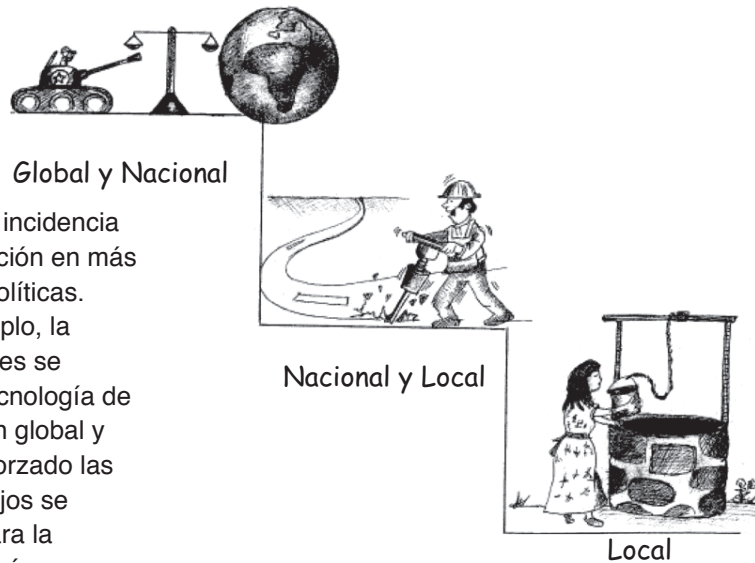 Global y Nacional
incidencia
ción en más
olíticas.
plo, la
es se
cnología de
n global y
orzado las
jos se
ra la
Nacional y Local
Local